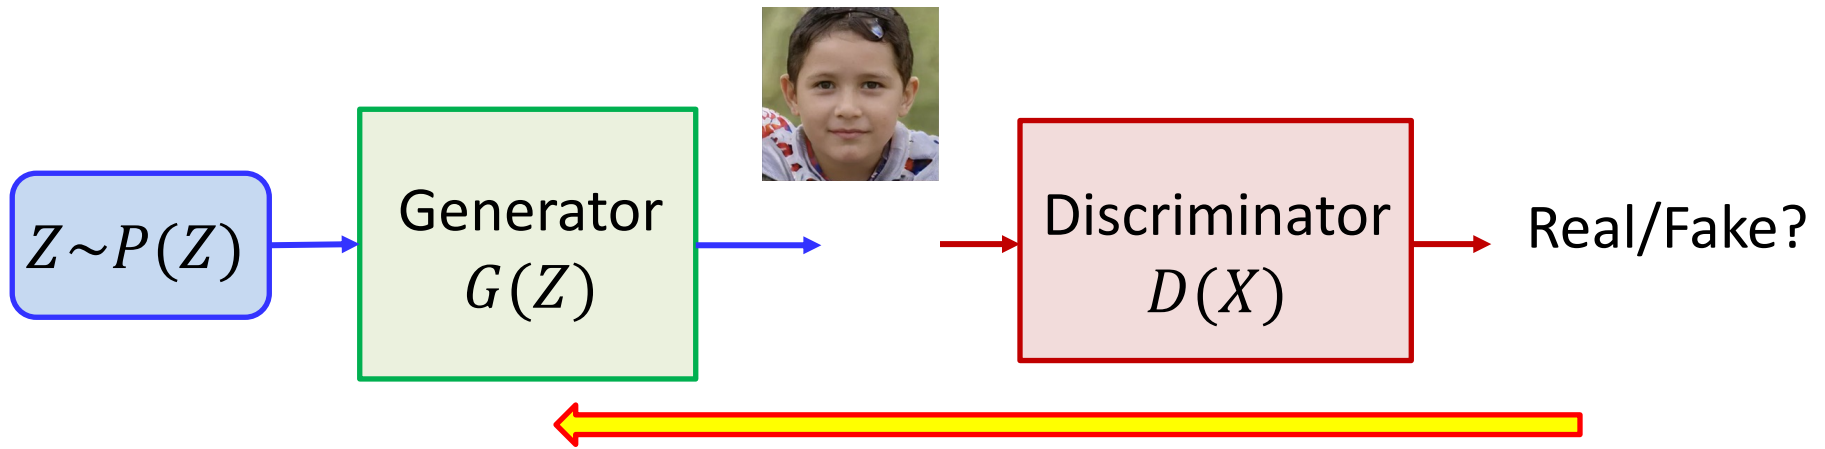 Z~P(Z)
Generator
G(Z)
Discriminator
D(X)
Real/Fake?